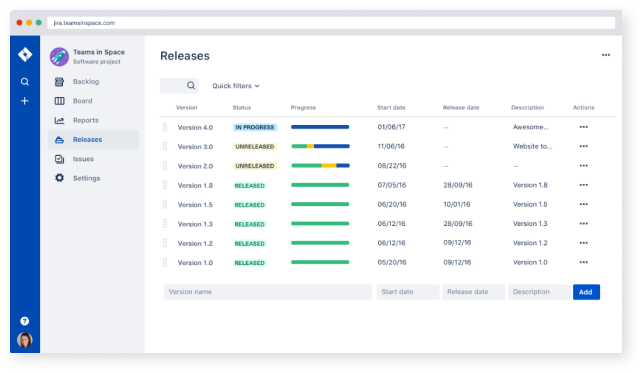 jira.teamsinspace.com
Teams in Space
Software project
Backlog
Board
Reports
Releases
Issues
Settings
Releases
Quick filters
Version Status Progress Start date Release date Description Actions
Version 4.0 IN PROGRESS 01/06/17 -- Awesome...
Version 3.0 UNRELEASED 11/06/16 -- Website to...
Version 2.0 UNRELEASED 08/22/16 -- --
Version 1.8 RELEASED 07/05/16 28/09/16 Version 1.8
Version 1.5 RELEASED 06/20/16 10/01/16 Version 1.5
Version 1.3 RELEASED 06/12/16 28/09/16 Version 1.3
Version 1.2 RELEASED 06/12/16 09/12/16 Version 1.2
Version 1.0 RELEASED 05/20/16 09/12/16 Version 1.0
Version name Start date Release date Description Add